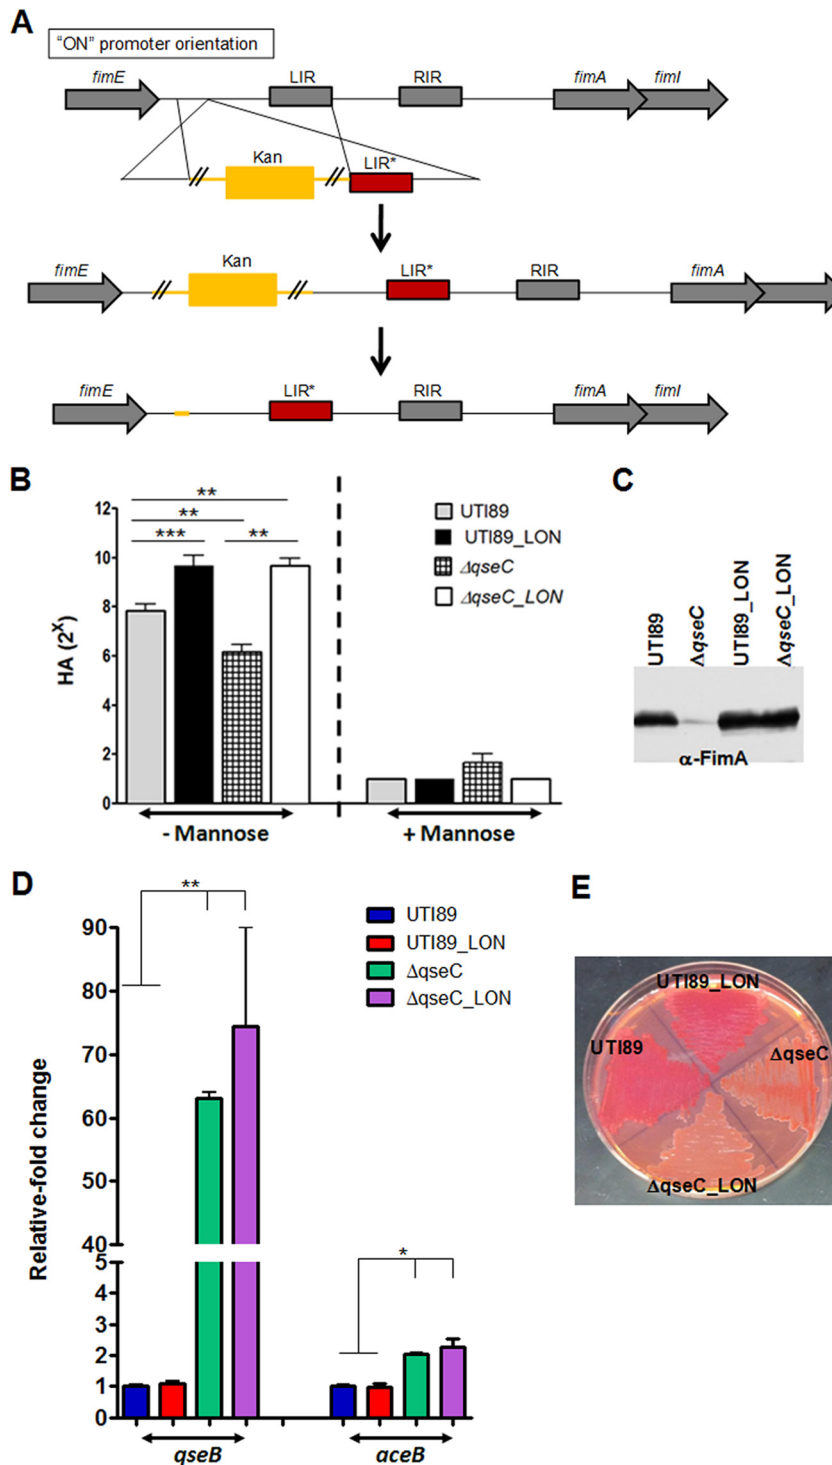 A
"ON" promoter orientation
fimE LIR RIR fimA fimI
Kan LIR*
fimE Kan LIR* RIR fimA
fimE LIR* RIR fimA fimI
B
HA (2^X)
12
10
8
6
4
2
0
**
**
*** **
UTI89
UTI89_LON
ΔqseC
ΔqseC_LON
- Mannose + Mannose
C
UTI89 ΔqseC UTI89_LON ΔqseC_LON
α-FimA
D
Relative-fold change
90
80
70
60
50
40
5
4
3
2
1
0
**
*
UTI89
UTI89_LON
ΔqseC
ΔqseC_LON
qseB aceB
E
UTI89_LON
UTI89 ΔqseC
ΔqseC_LON